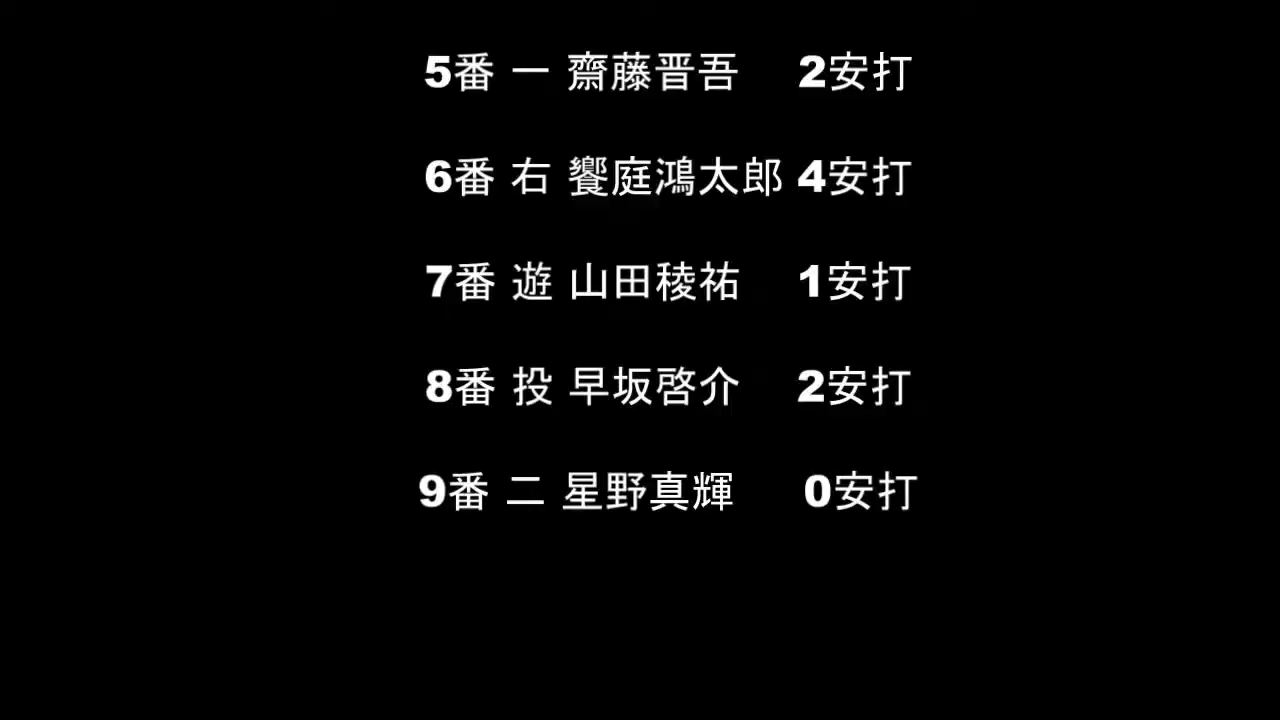 5番 一 齋藤晋吾 2安打
6番 右 饗庭鴻太郎 4安打
7番 遊 山田稜祐 1安打
8番 投 早坂啓介 2安打
9番 二 星野真輝 0安打